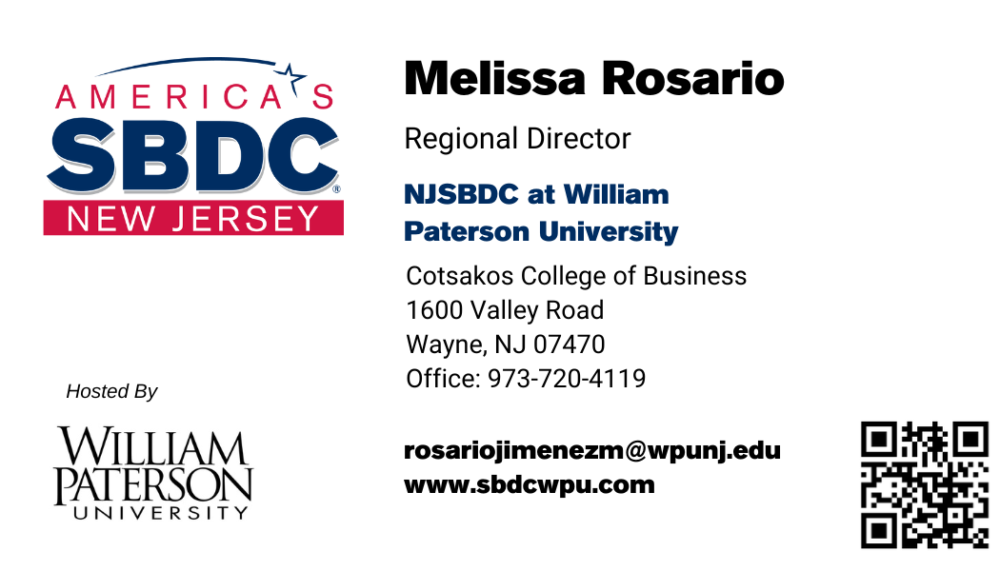 AMERICA'S
SBDC®
NEW JERSEY
Melissa Rosario
Regional Director
NJSBDC at William
Paterson University
Cotsakos College of Business
1600 Valley Road
Wayne, NJ 07470
Office: 973-720-4119
Hosted By
WILLIAM
PATERSON
UNIVERSITY
rosariojimenezm@wpunj.edu
www.sbdcwpu.com